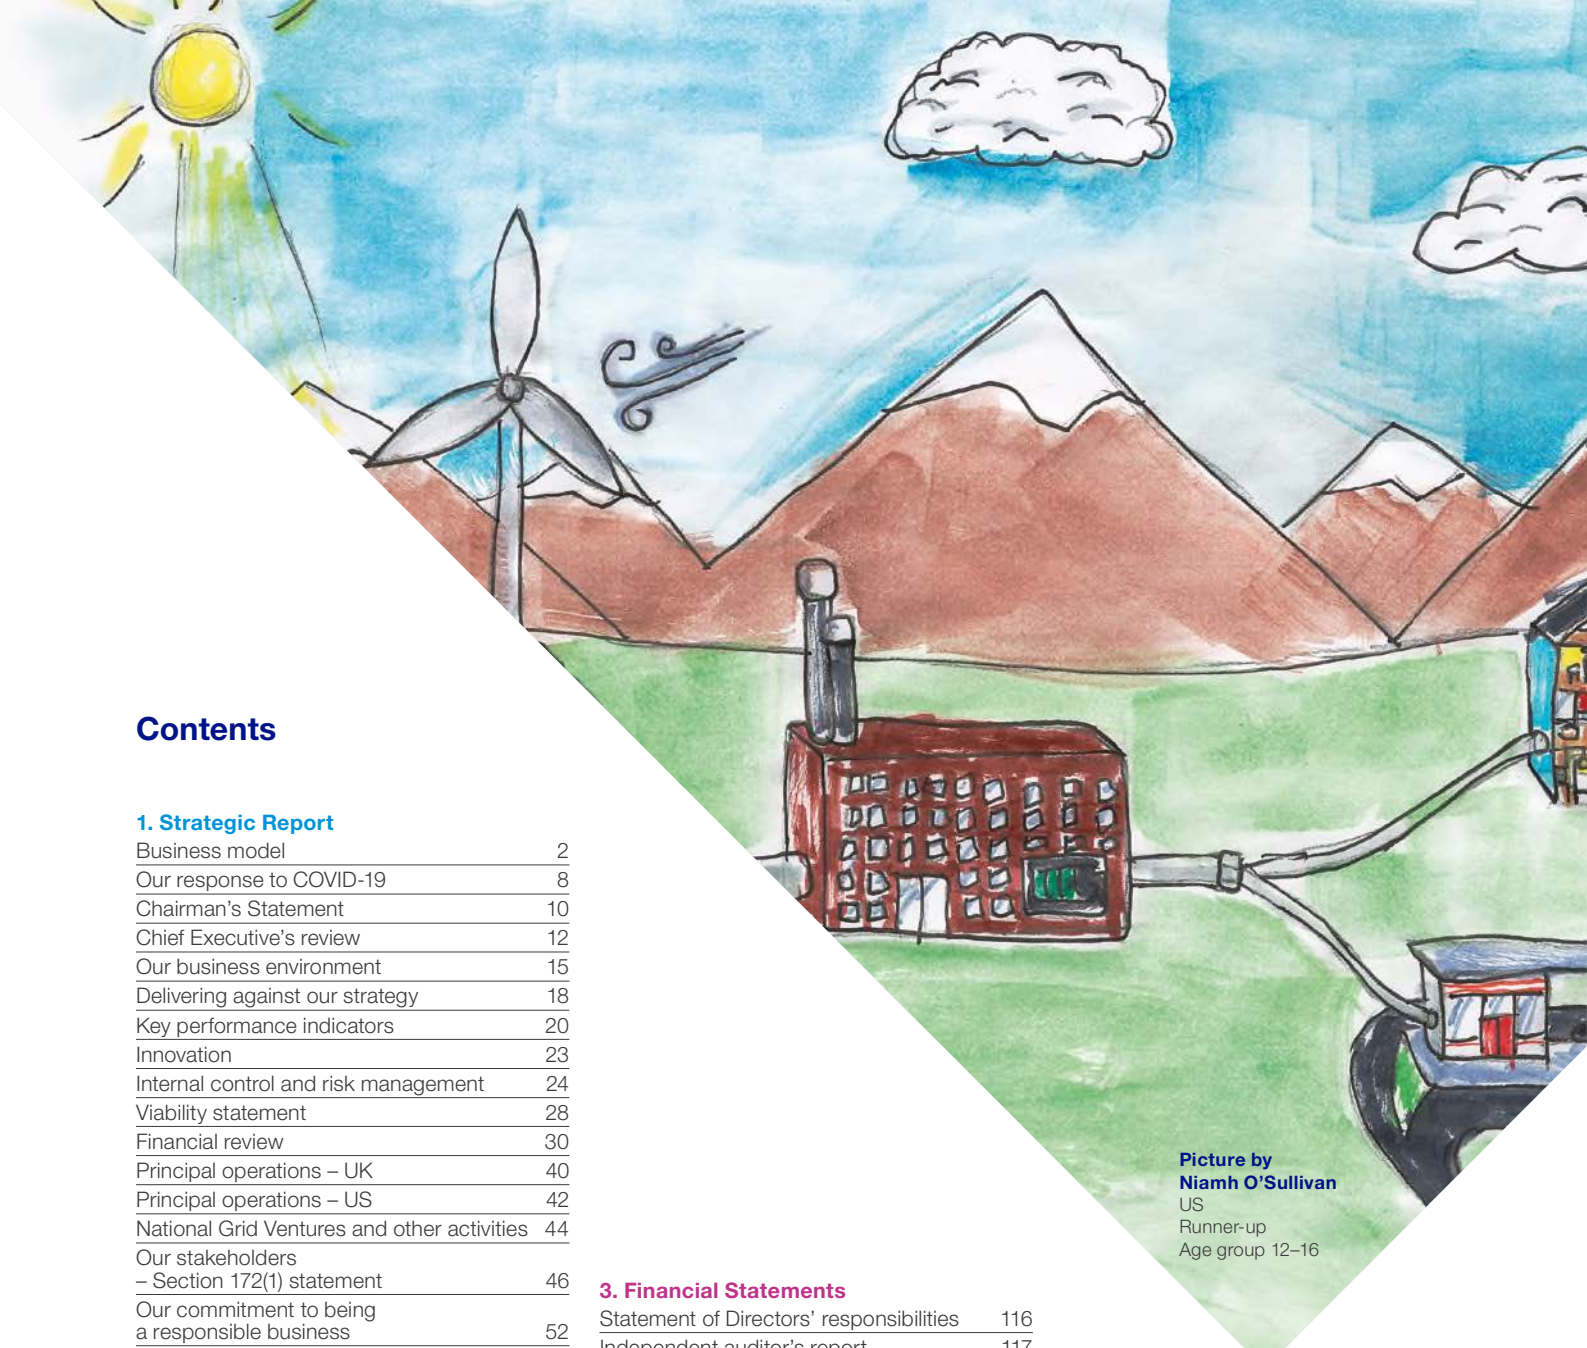 Contents
1. Strategic Report
Business model 2
Our response to COVID-19 8
Chairman’s Statement 10
Chief Executive’s review 12
Our business environment 15
Delivering against our strategy 18
Key performance indicators 20
Innovation 23
Internal control and risk management 24
Viability statement 28
Financial review 30
Principal operations – UK 40
Principal operations – US 42
National Grid Ventures and other activities 44
Our stakeholders
– Section 172(1) statement 46
Our commitment to being
a responsible business 52
3. Financial Statements
Statement of Directors’ responsibilities 116
Independent auditor’s report 117
Picture by
Niamh O’Sullivan
US
Runner-up
Age group 12–16